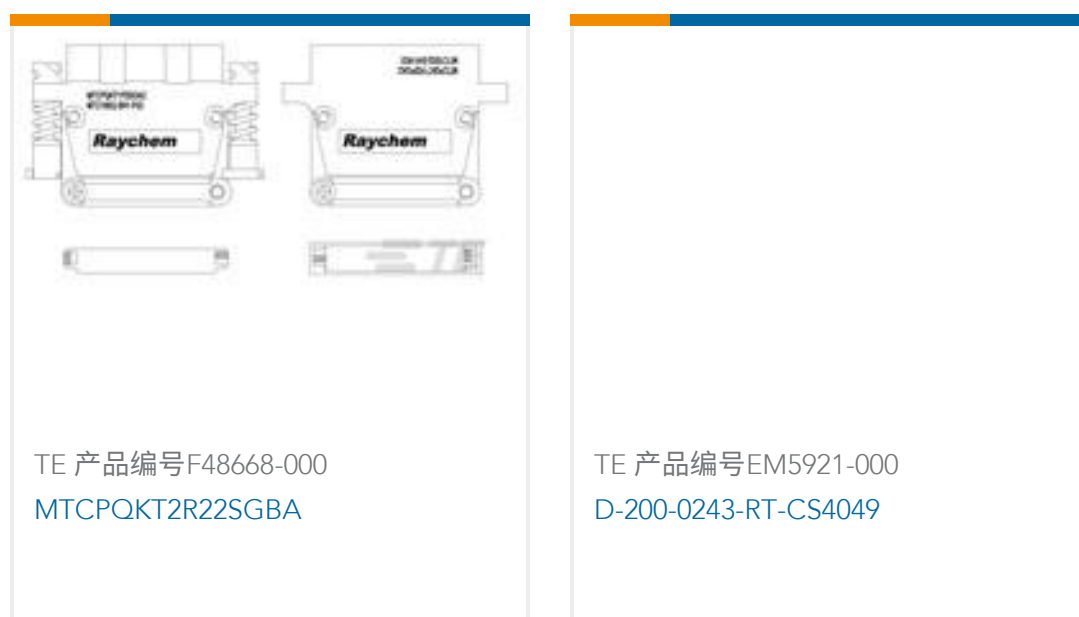 Raychem
Raychem
TE 产品编号F48668-000
MTCPQKT2R22SGBA
TE 产品编号EM5921-000
D-200-0243-RT-CS4049